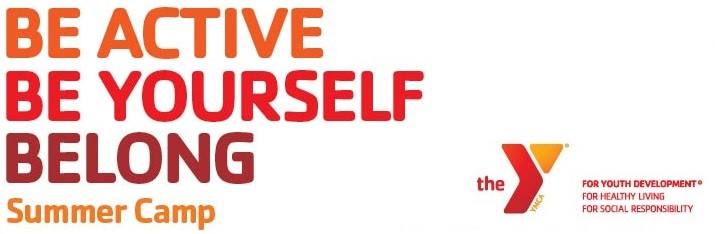 BE ACTIVE
BE YOURSELF
BELONG
Summer Camp
the Y®
YMCA
FOR YOUTH DEVELOPMENT®
FOR HEALTHY LIVING
FOR SOCIAL RESPONSIBILITY